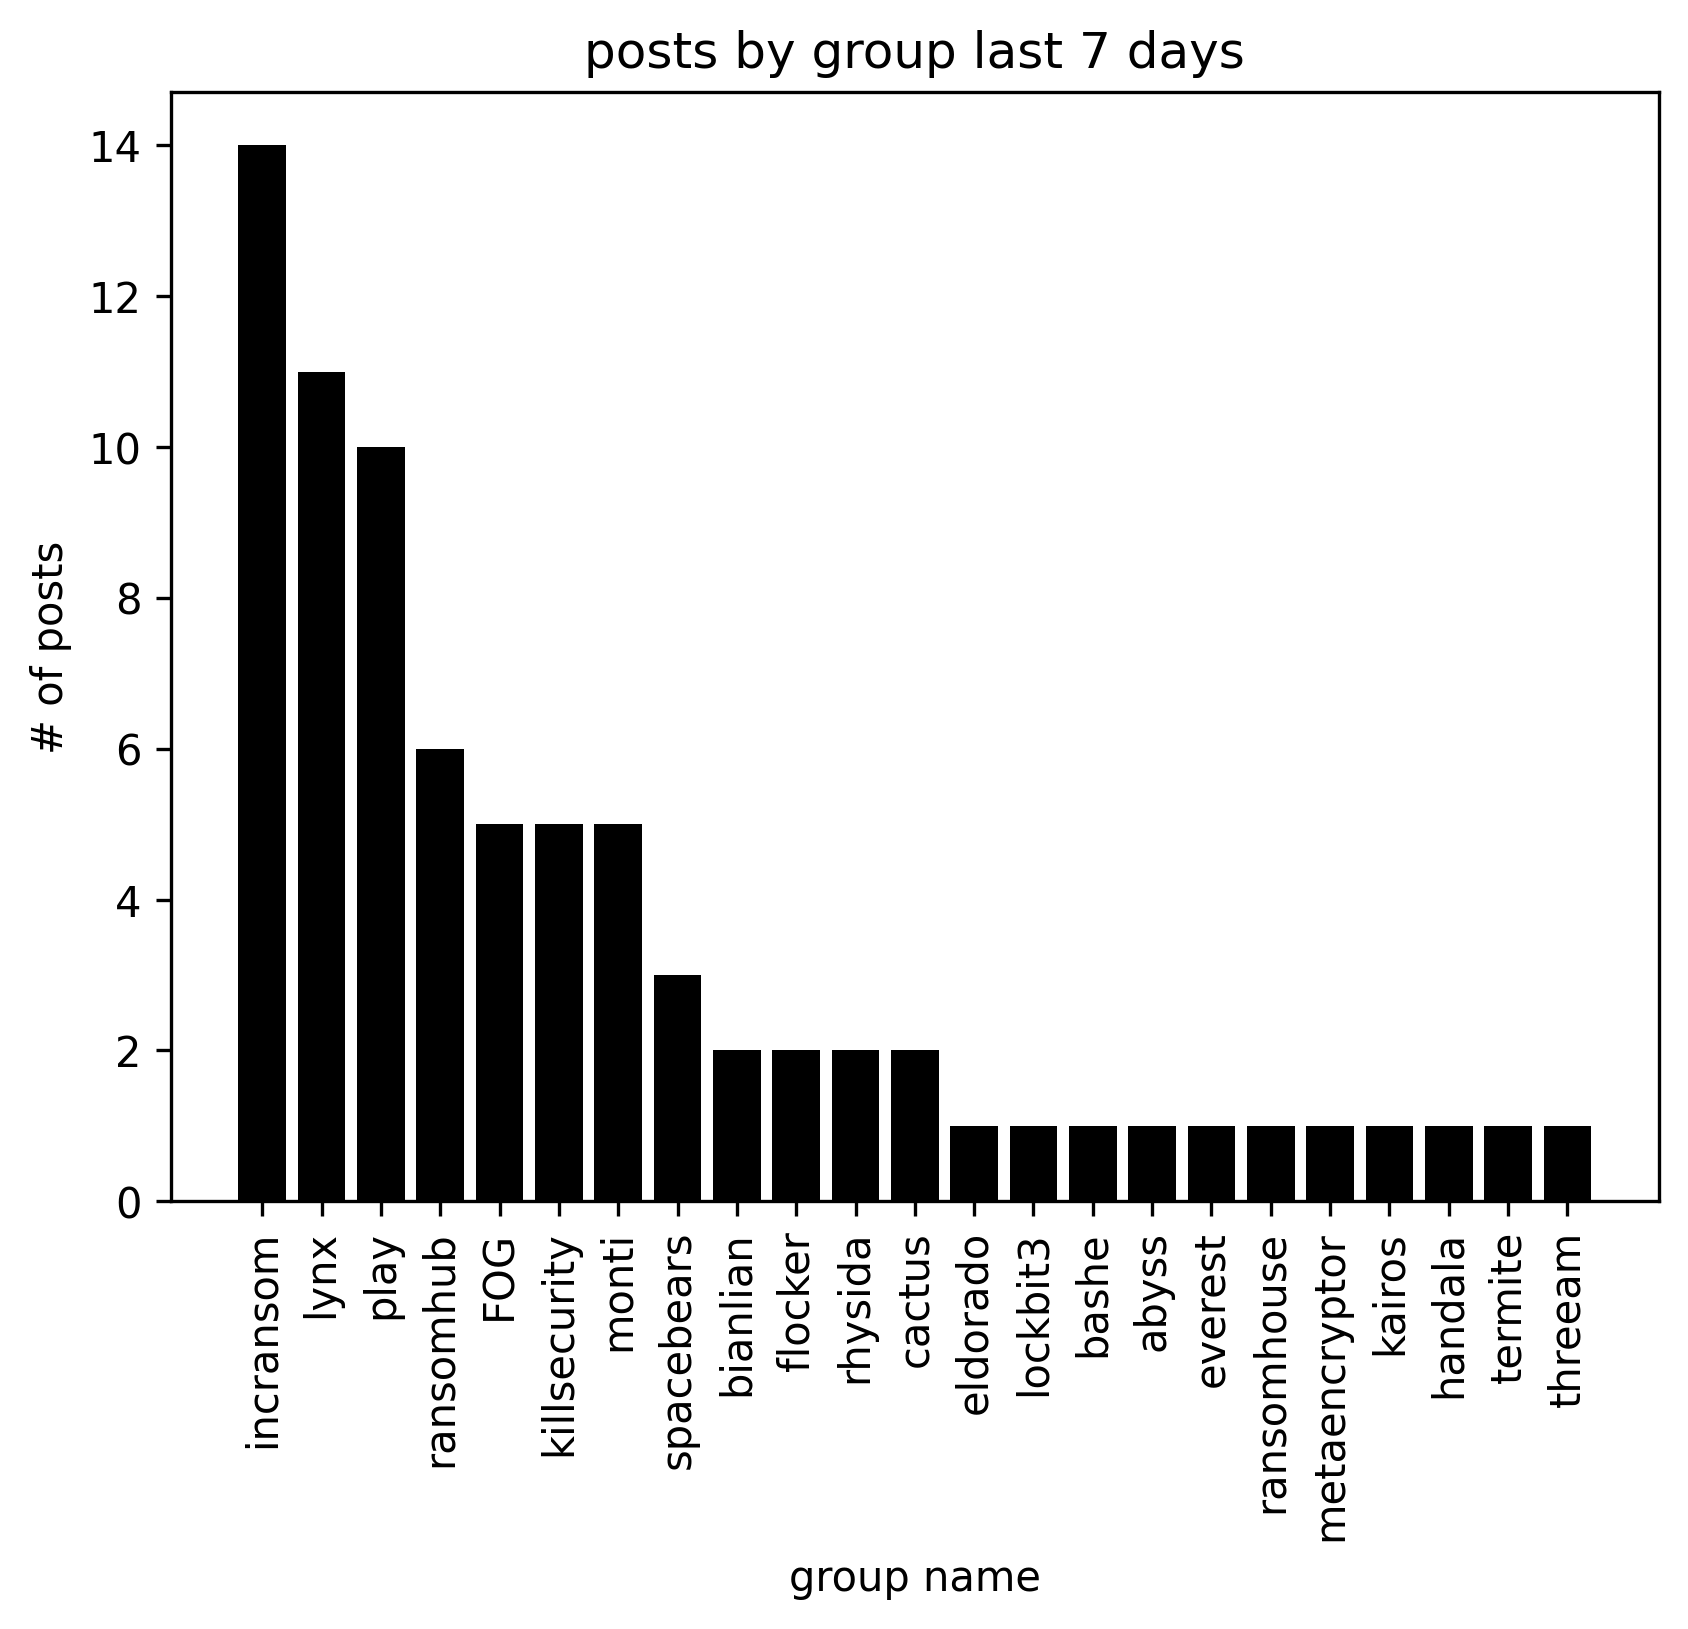 posts by group last 7 days
14
12
10
8
6
4
2
0
# of posts
incransom
lynx
play
ransomhub
FOG
killsecurity
monti
spacebears
bianlian
flocker
rhysida
cactus
eldorado
lockbit3
bashe
abyss
everest
ransomhouse
metaencryptor
kairos
handala
termite
threeam
group name